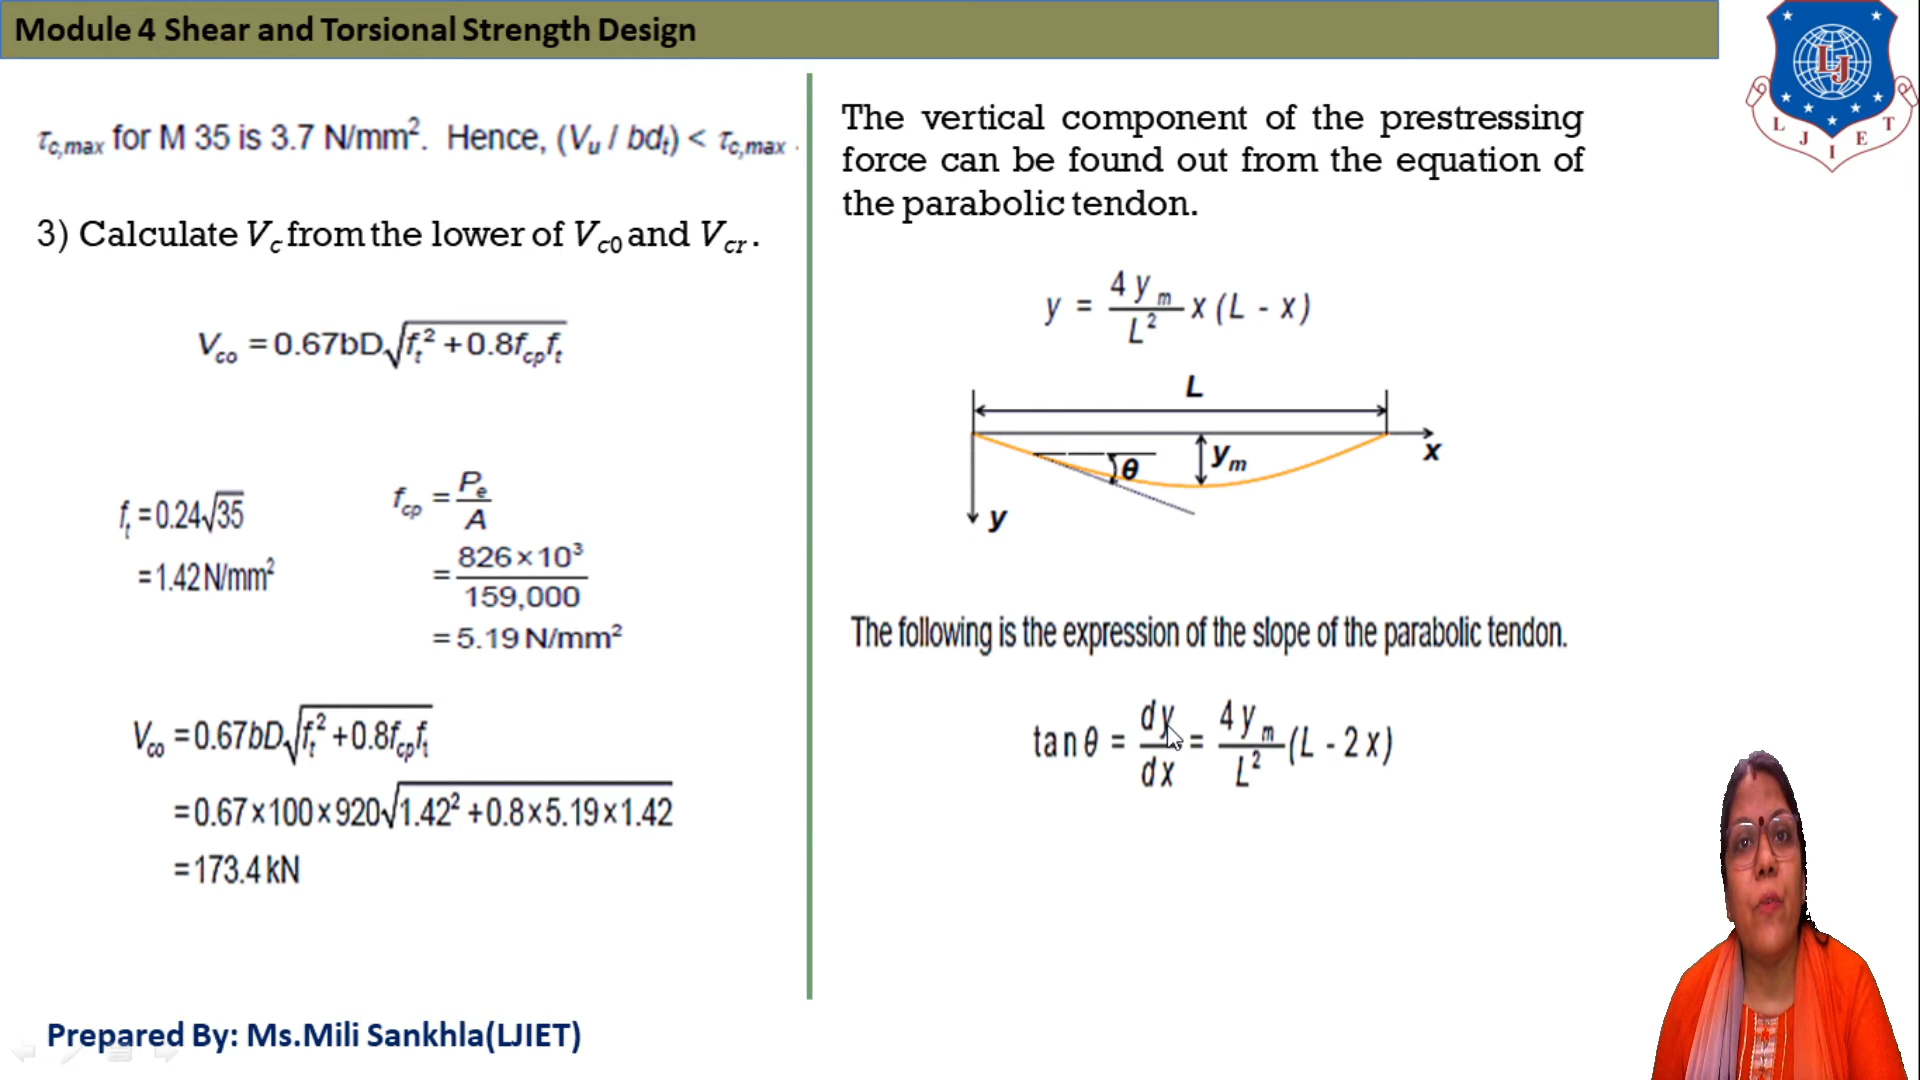 Module 4 Shear and Torsional Strength Design
τc,max for M 35 is 3.7 N/mm². Hence, (Vu / bdt) < τc,max .
3) Calculate Vc from the lower of Vc0 and Vcr .
Vco = 0.67bD√(ft² + 0.8fcpft)
ft = 0.24√35
= 1.42 N/mm²
fcp = Pe/A
= 826×10³/159,000
= 5.19 N/mm²
Vco = 0.67bD√(ft² + 0.8fcpft)
= 0.67×100×920√(1.42² + 0.8×5.19×1.42)
= 173.4 kN
The vertical component of the prestressing
force can be found out from the equation of
the parabolic tendon.
y = 4ym/L² x (L - x)
L
x
θ
ym
y
The following is the expression of the slope of the parabolic tendon.
tan θ = dy/dx = 4ym/L² (L - 2x)
Prepared By: Ms.Mili Sankhla(LJIET)
LJ
L J I E T